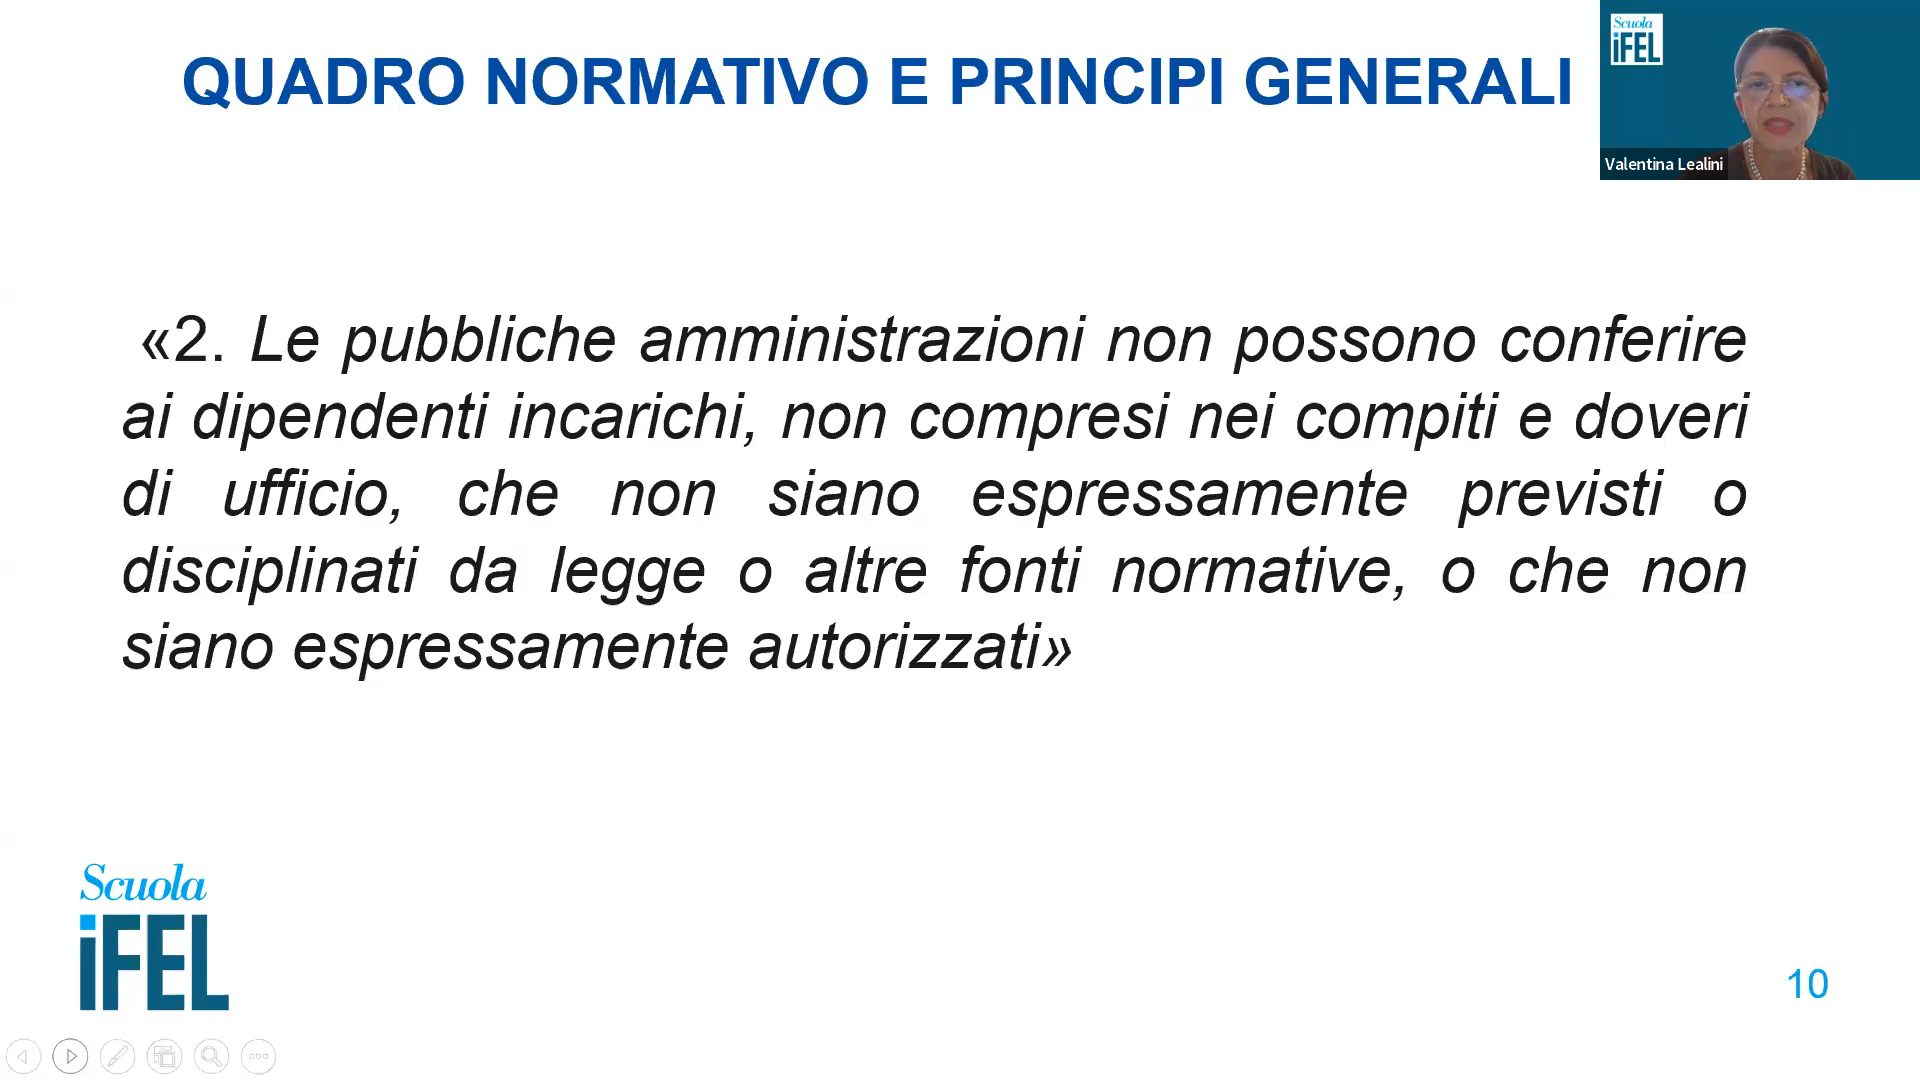 QUADRO NORMATIVO E PRINCIPI GENERALI
Scuola
iFEL
Valentina Lealini
«2. Le pubbliche amministrazioni non possono conferire
ai dipendenti incarichi, non compresi nei compiti e doveri
di ufficio, che non siano espressamente previsti o
disciplinati da legge o altre fonti normative, o che non
siano espressamente autorizzati»
Scuola
iFEL
10